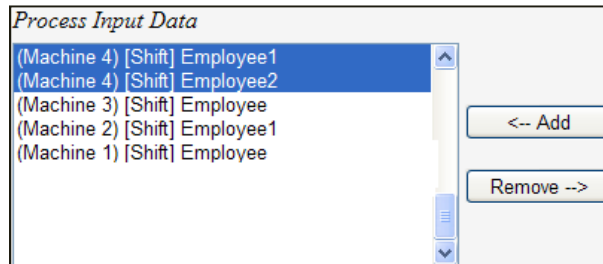 Process Input Data
(Machine 4) [Shift] Employee1
(Machine 4) [Shift] Employee2
(Machine 3) [Shift] Employee
(Machine 2) [Shift] Employee1
(Machine 1) [Shift] Employee
<-- Add
Remove -->